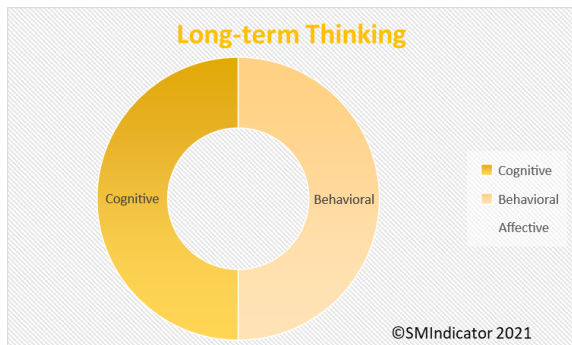 Long-term Thinking
Cognitive
Behavioral
Cognitive
Behavioral
Affective
©SMIndicator 2021